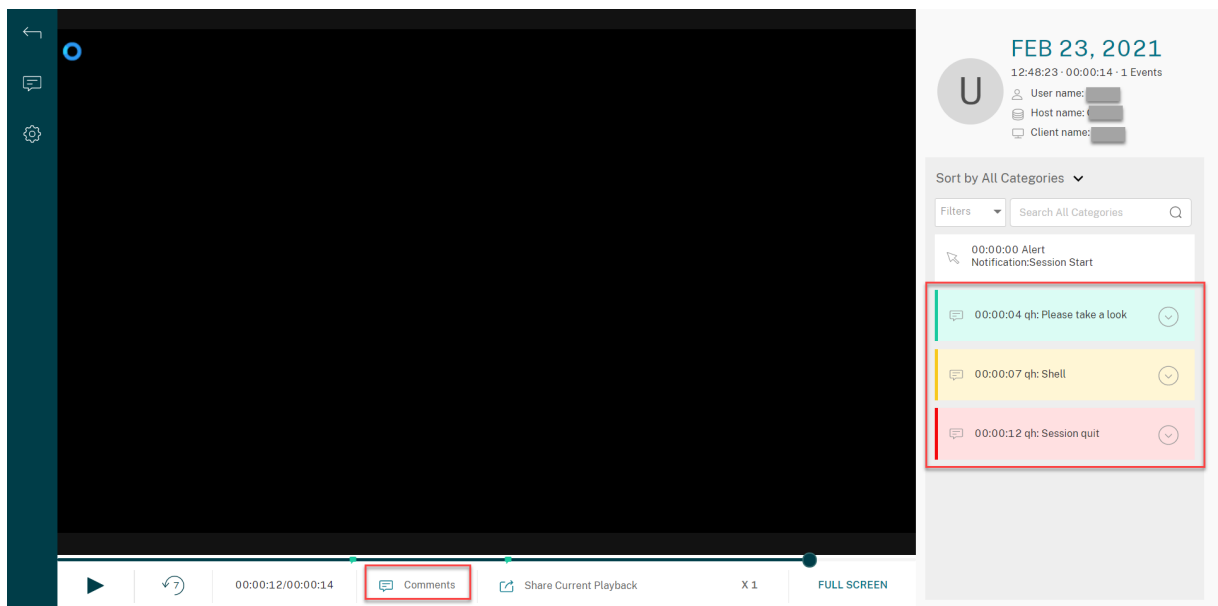 FEB 23, 2021
12:48:23 · 00:00:14 · 1 Events
U
User name:
Host name:
Client name:
Sort by All Categories
Filters
Search All Categories
00:00:00 Alert
Notification:Session Start
00:00:04 qh: Please take a look
00:00:07 qh: Shell
00:00:12 qh: Session quit
7
00:00:12/00:00:14
Comments
Share Current Playback
X 1
FULL SCREEN